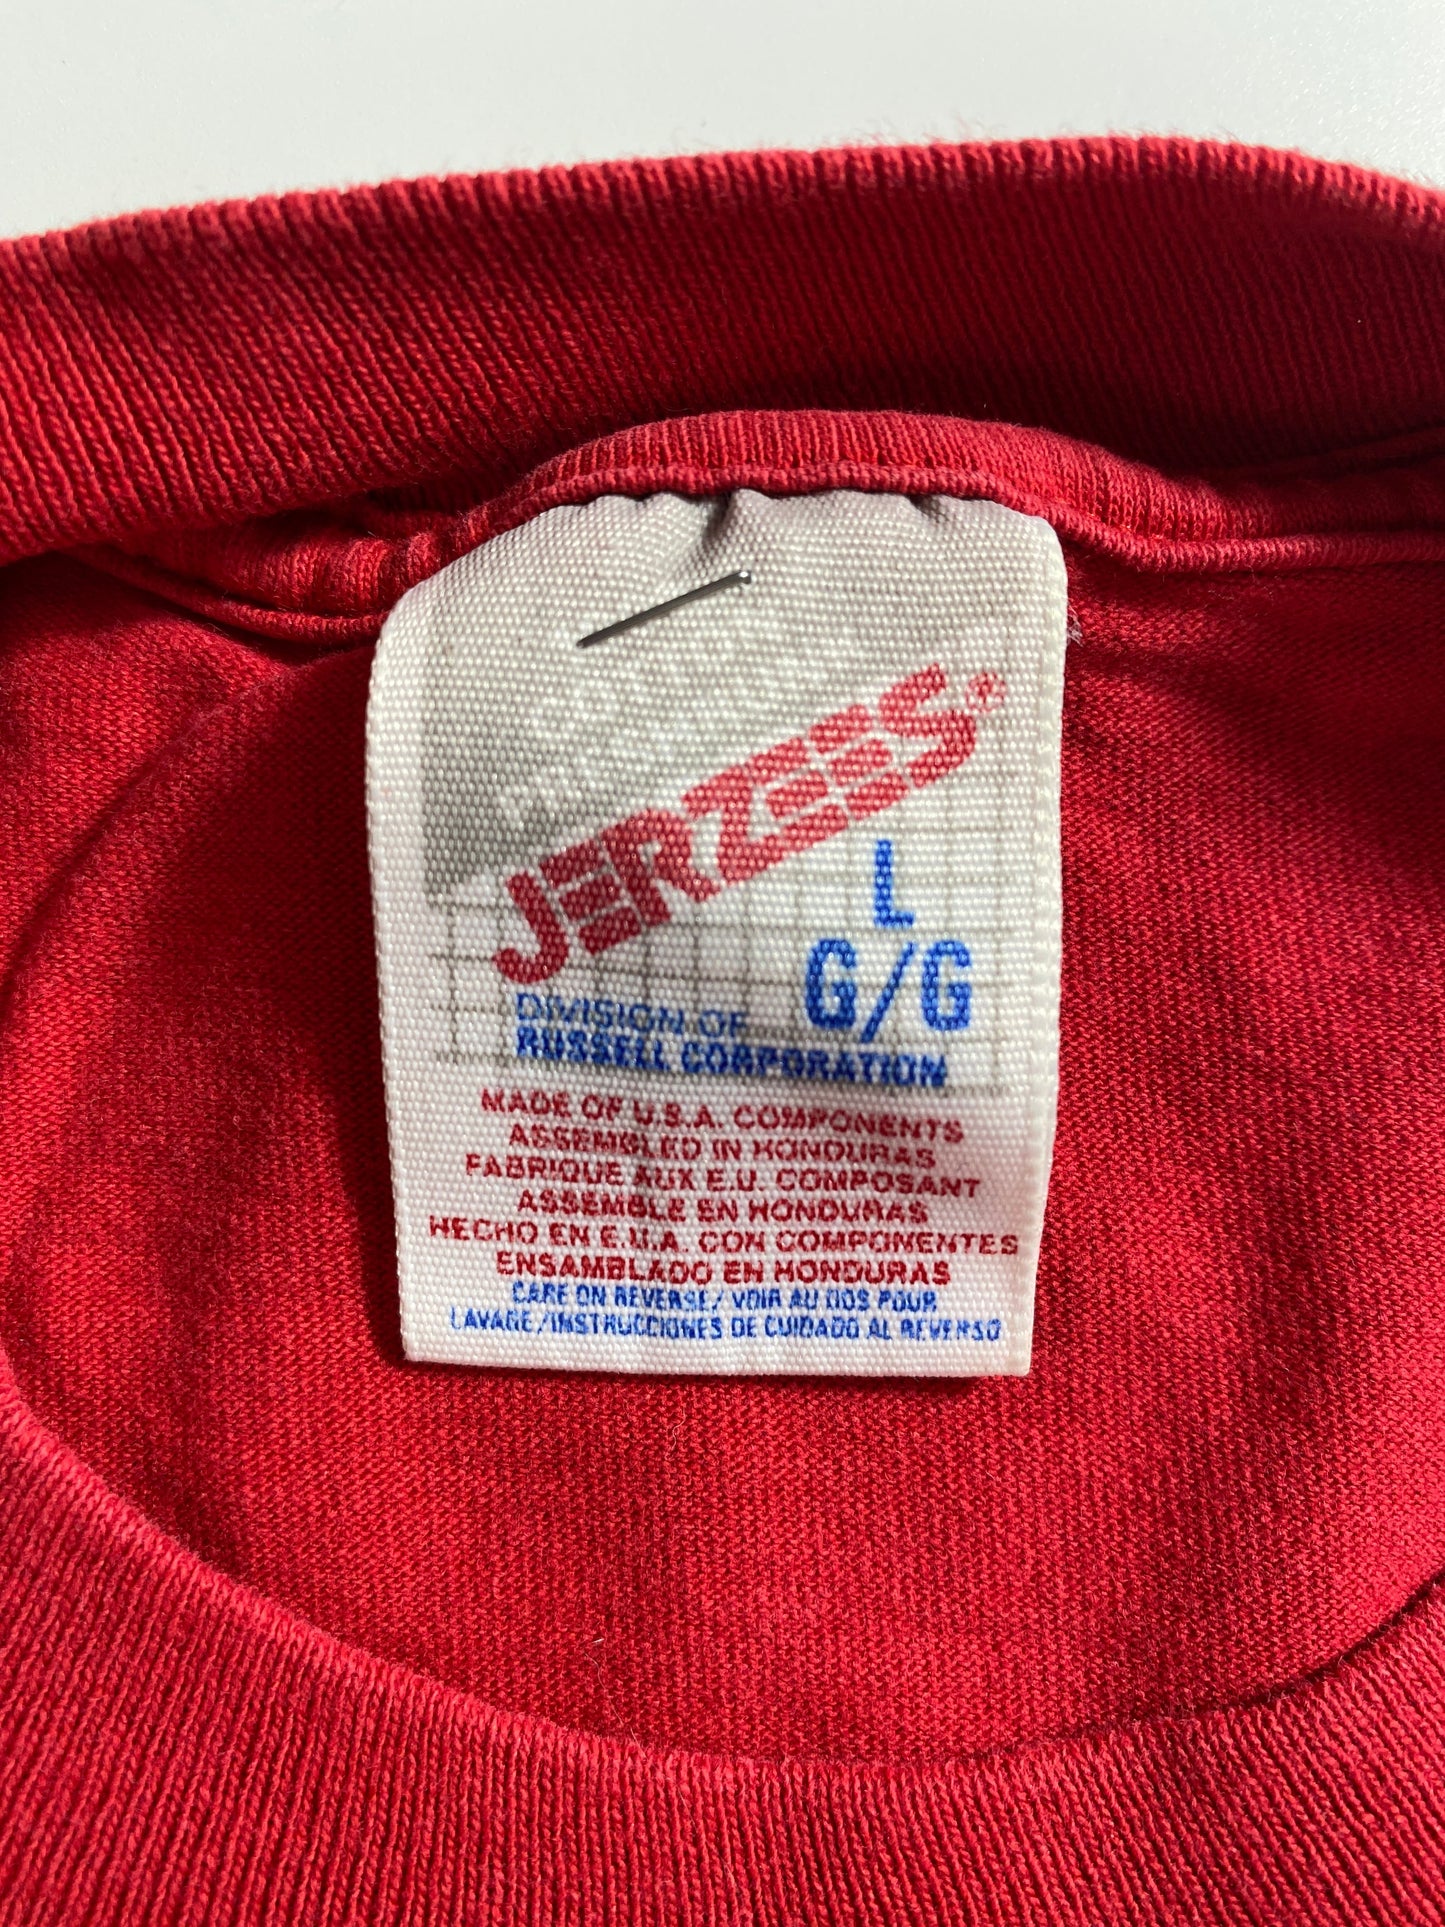 JERZEES®
L
G/G
DIVISION OF
RUSSELL CORPORATION
MADE OF U.S.A. COMPONENTS
ASSEMBLED IN HONDURAS
FABRIQUE AUX E.U. COMPOSANT
ASSEMBLE EN HONDURAS
HECHO EN E.U.A. CON COMPONENTES
ENSAMBLADO EN HONDURAS
CARE ON REVERSE/ VOIR AU DOS POUR
LAVAGE/INSTRUCCIONES DE CUIDADO AL REVERSO